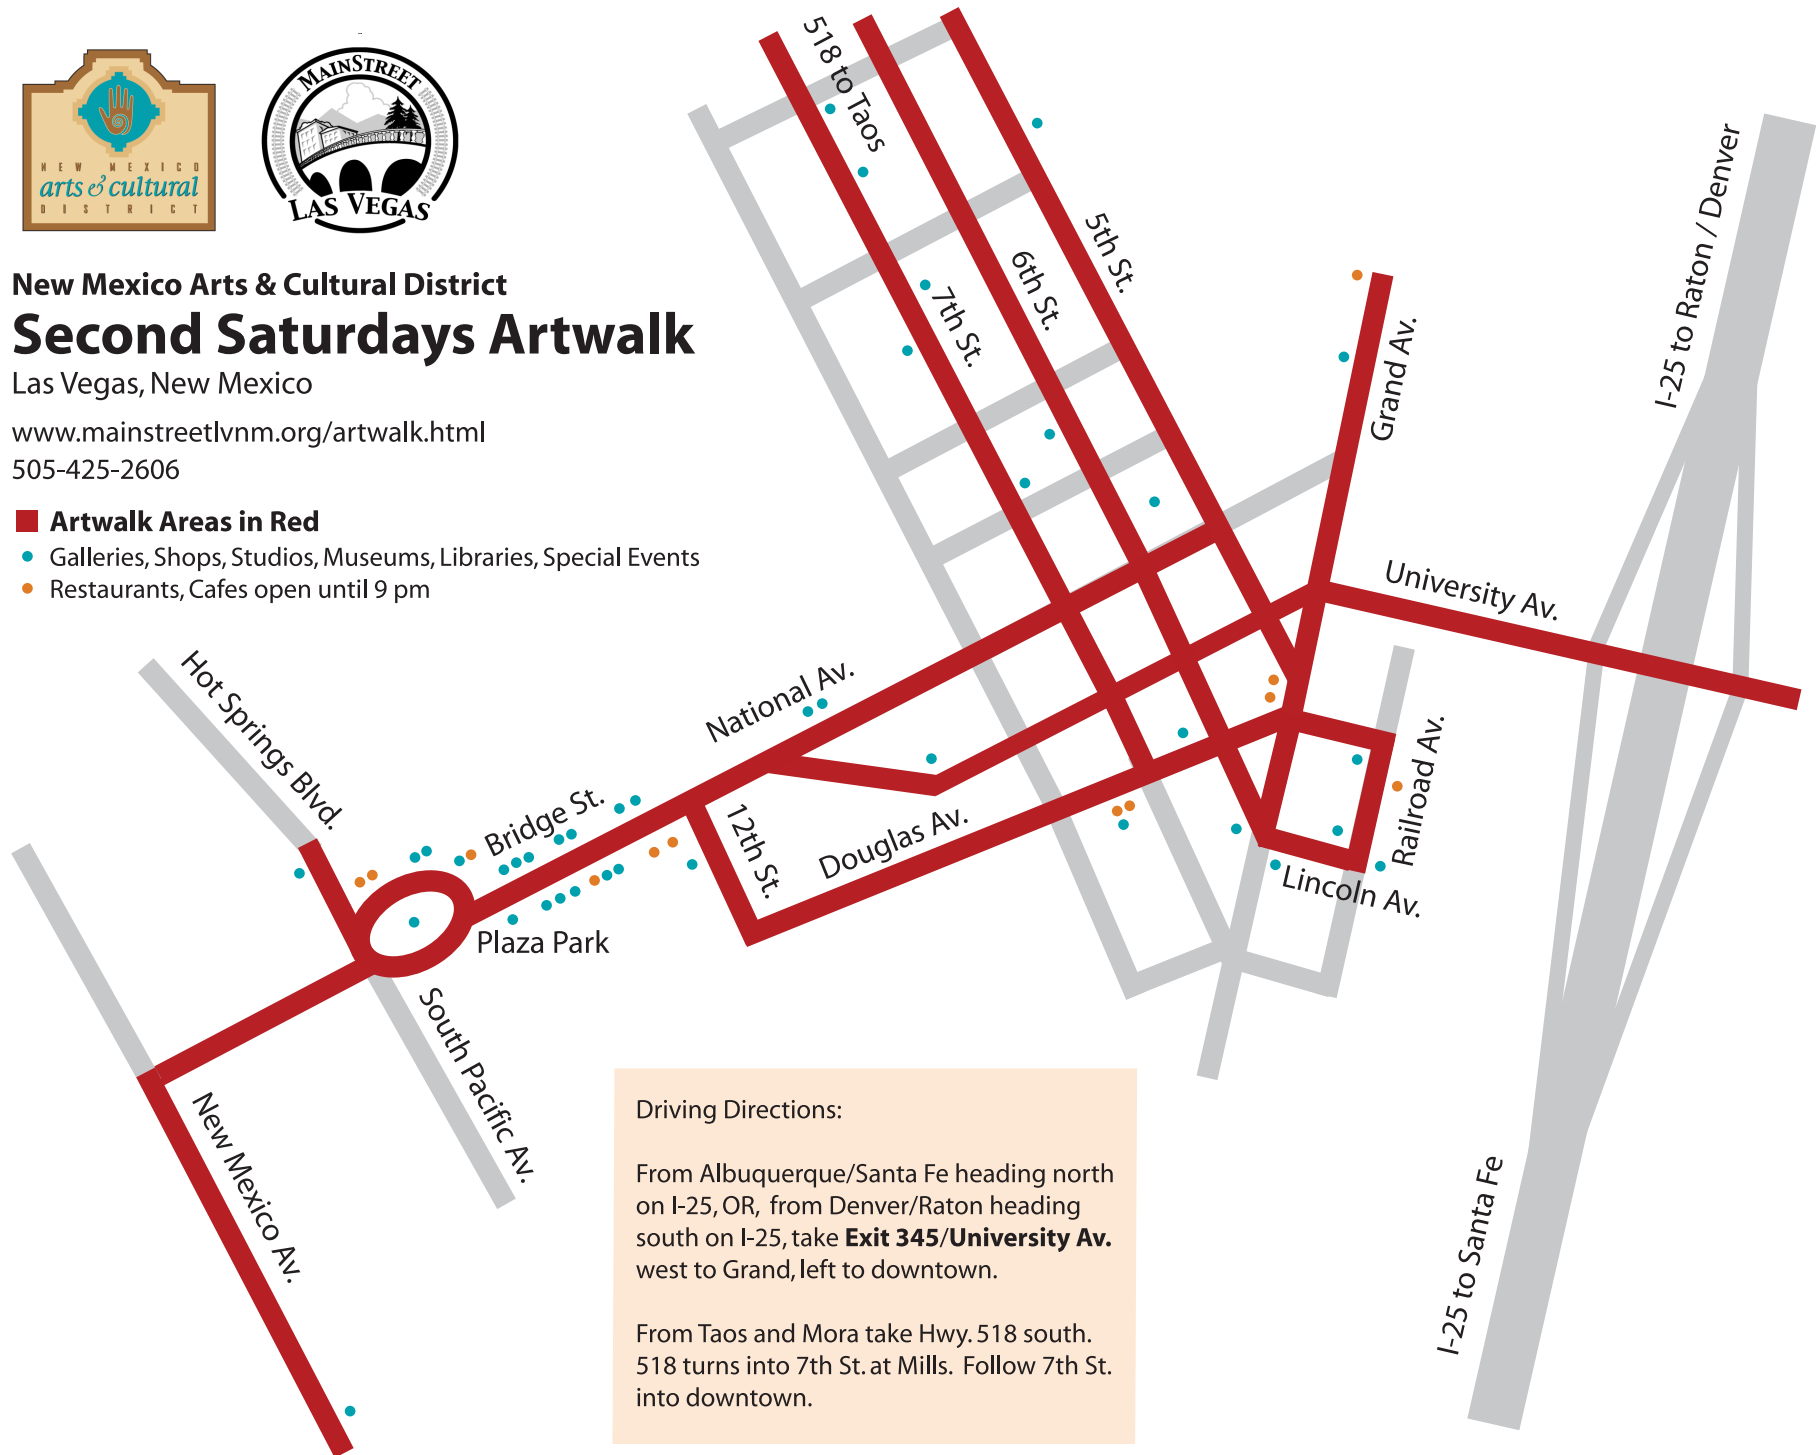 NEW MEXICO
arts & cultural
DISTRICT
MAINSTREET
LAS VEGAS
New Mexico Arts & Cultural District
Second Saturdays Artwalk
Las Vegas, New Mexico
www.mainstreetlvnm.org/artwalk.html
505-425-2606
Artwalk Areas in Red
Galleries, Shops, Studios, Museums, Libraries, Special Events
Restaurants, Cafes open until 9 pm
518 to Taos
5th St.
6th St.
7th St.
Grand Av.
I-25 to Raton / Denver
University Av.
National Av.
Hot Springs Blvd.
Bridge St.
12th St.
Douglas Av.
Railroad Av.
Lincoln Av.
Plaza Park
South Pacific Av.
New Mexico Av.
I-25 to Santa Fe
Driving Directions:
From Albuquerque/Santa Fe heading north
on I-25, OR, from Denver/Raton heading
south on I-25, take Exit 345/University Av.
west to Grand, left to downtown.
From Taos and Mora take Hwy. 518 south.
518 turns into 7th St. at Mills. Follow 7th St.
into downtown.